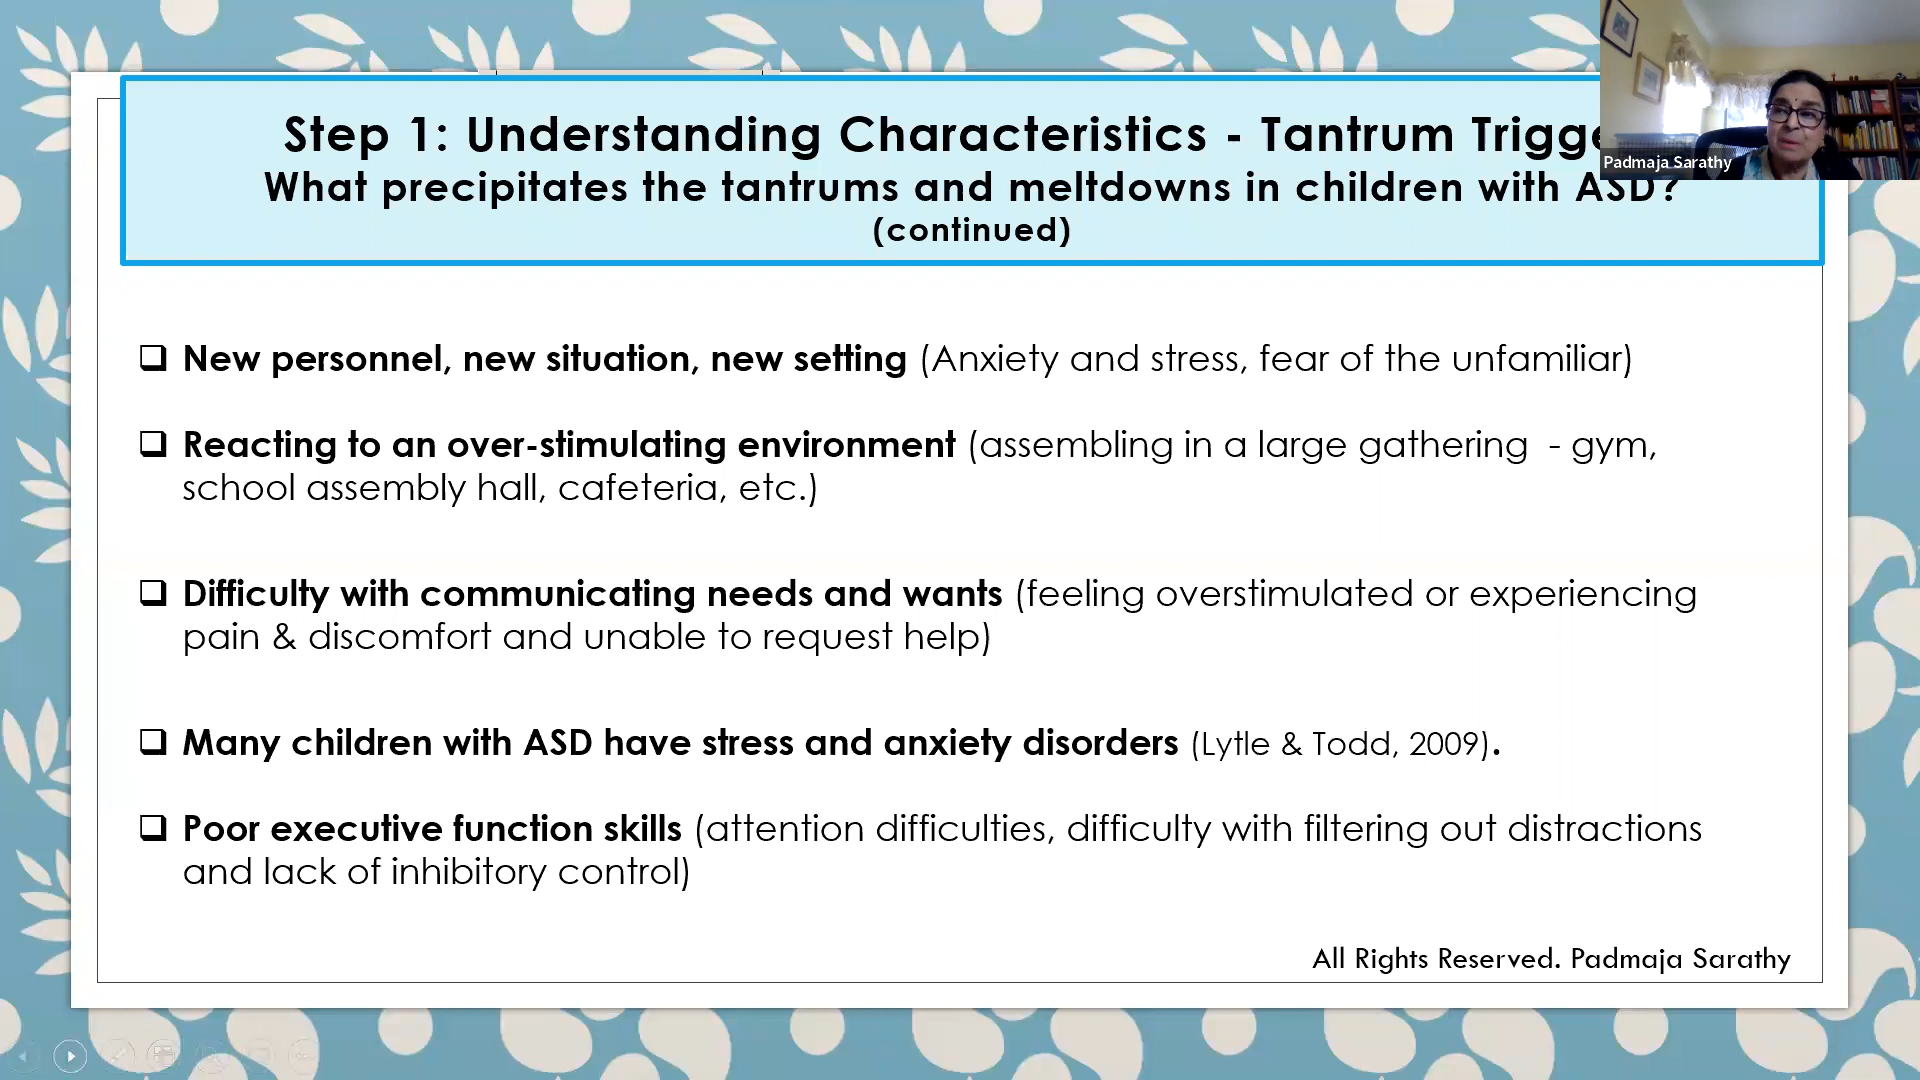 Step 1: Understanding Characteristics - Tantrum Trigge
What precipitates the tantrums and meltdowns in children with ASD?
(continued)
Padmaja Sarathy
❑ New personnel, new situation, new setting (Anxiety and stress, fear of the unfamiliar)
❑ Reacting to an over-stimulating environment (assembling in a large gathering - gym,
school assembly hall, cafeteria, etc.)
❑ Difficulty with communicating needs and wants (feeling overstimulated or experiencing
pain & discomfort and unable to request help)
❑ Many children with ASD have stress and anxiety disorders (Lytle & Todd, 2009).
❑ Poor executive function skills (attention difficulties, difficulty with filtering out distractions
and lack of inhibitory control)
All Rights Reserved. Padmaja Sarathy